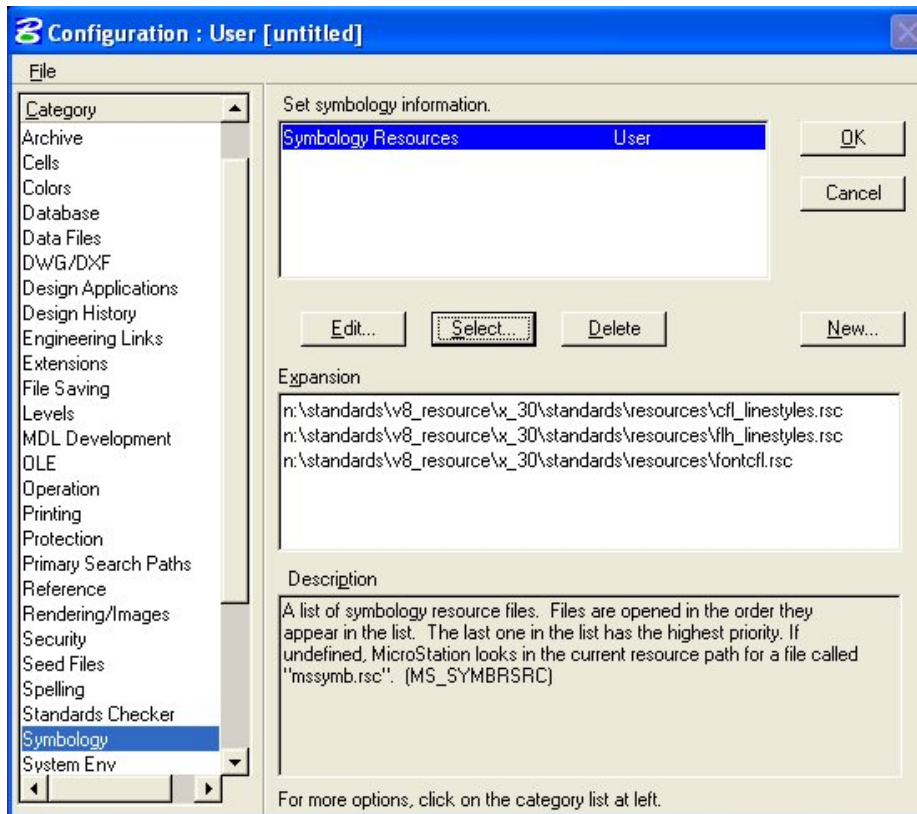 Configuration : User [untitled]
File
Category
Archive
Cells
Colors
Database
Data Files
DWG/DXF
Design Applications
Design History
Engineering Links
Extensions
File Saving
Levels
MDL Development
OLE
Operation
Printing
Protection
Primary Search Paths
Reference
Rendering/Images
Security
Seed Files
Spelling
Standards Checker
Symbology
System Env
Set symbology information.
Symbology Resources User
OK
Cancel
Edit...
Select...
Delete
New...
Expansion
n:\standards\v8_resource\x_30\standards\resources\cfl_linestyles.rsc
n:\standards\v8_resource\x_30\standards\resources\flh_linestyles.rsc
n:\standards\v8_resource\x_30\standards\resources\fontcfl.rsc
Description
A list of symbology resource files. Files are opened in the order they
appear in the list. The last one in the list has the highest priority. If
undefined, MicroStation looks in the current resource path for a file called
"mssymb.rsc". (MS_SYMBRSRC)
For more options, click on the category list at left.